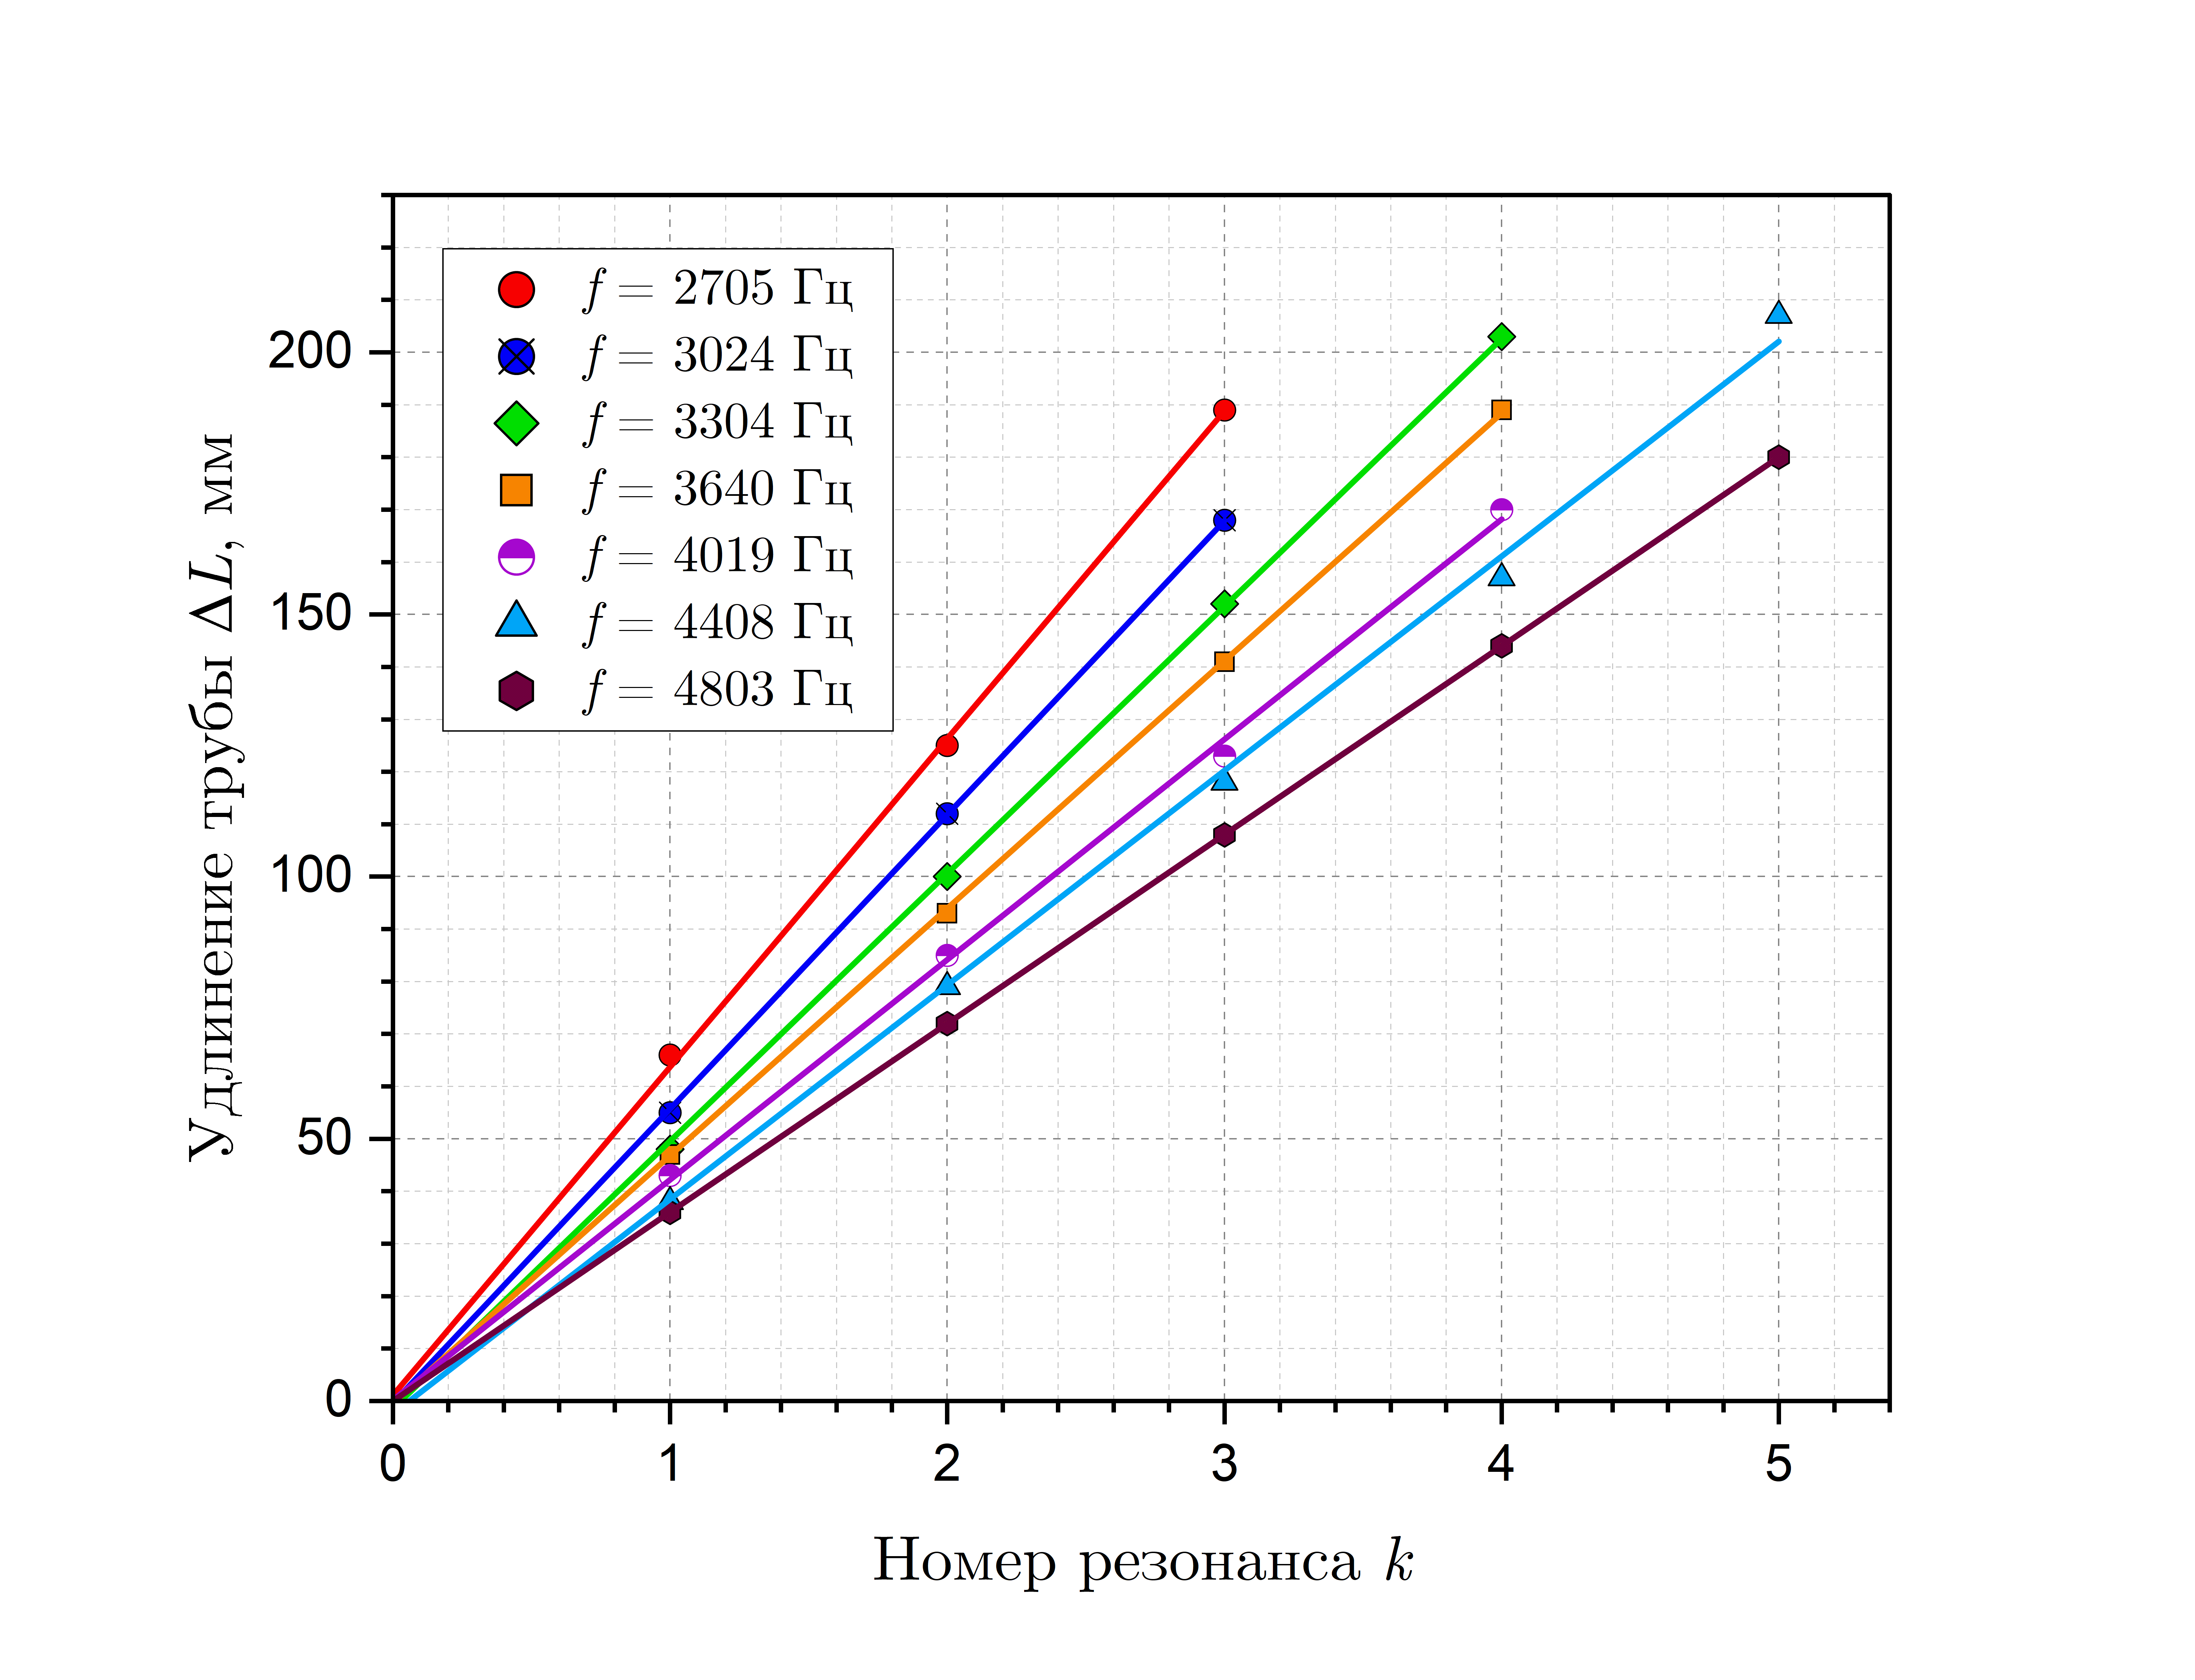 f = 2705 Гц
f = 3024 Гц
f = 3304 Гц
f = 3640 Гц
f = 4019 Гц
f = 4408 Гц
f = 4803 Гц
Удлинение трубы ΔL, мм
200
150
100
50
0
0 1 2 3 4 5
Номер резонанса k